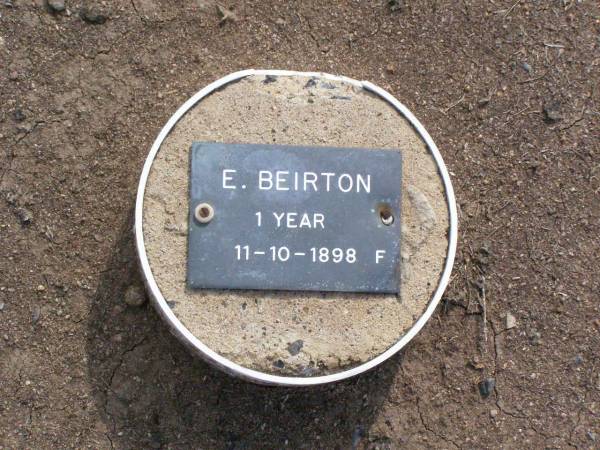 E. BEIRTON
1 YEAR
11-10-1898 F